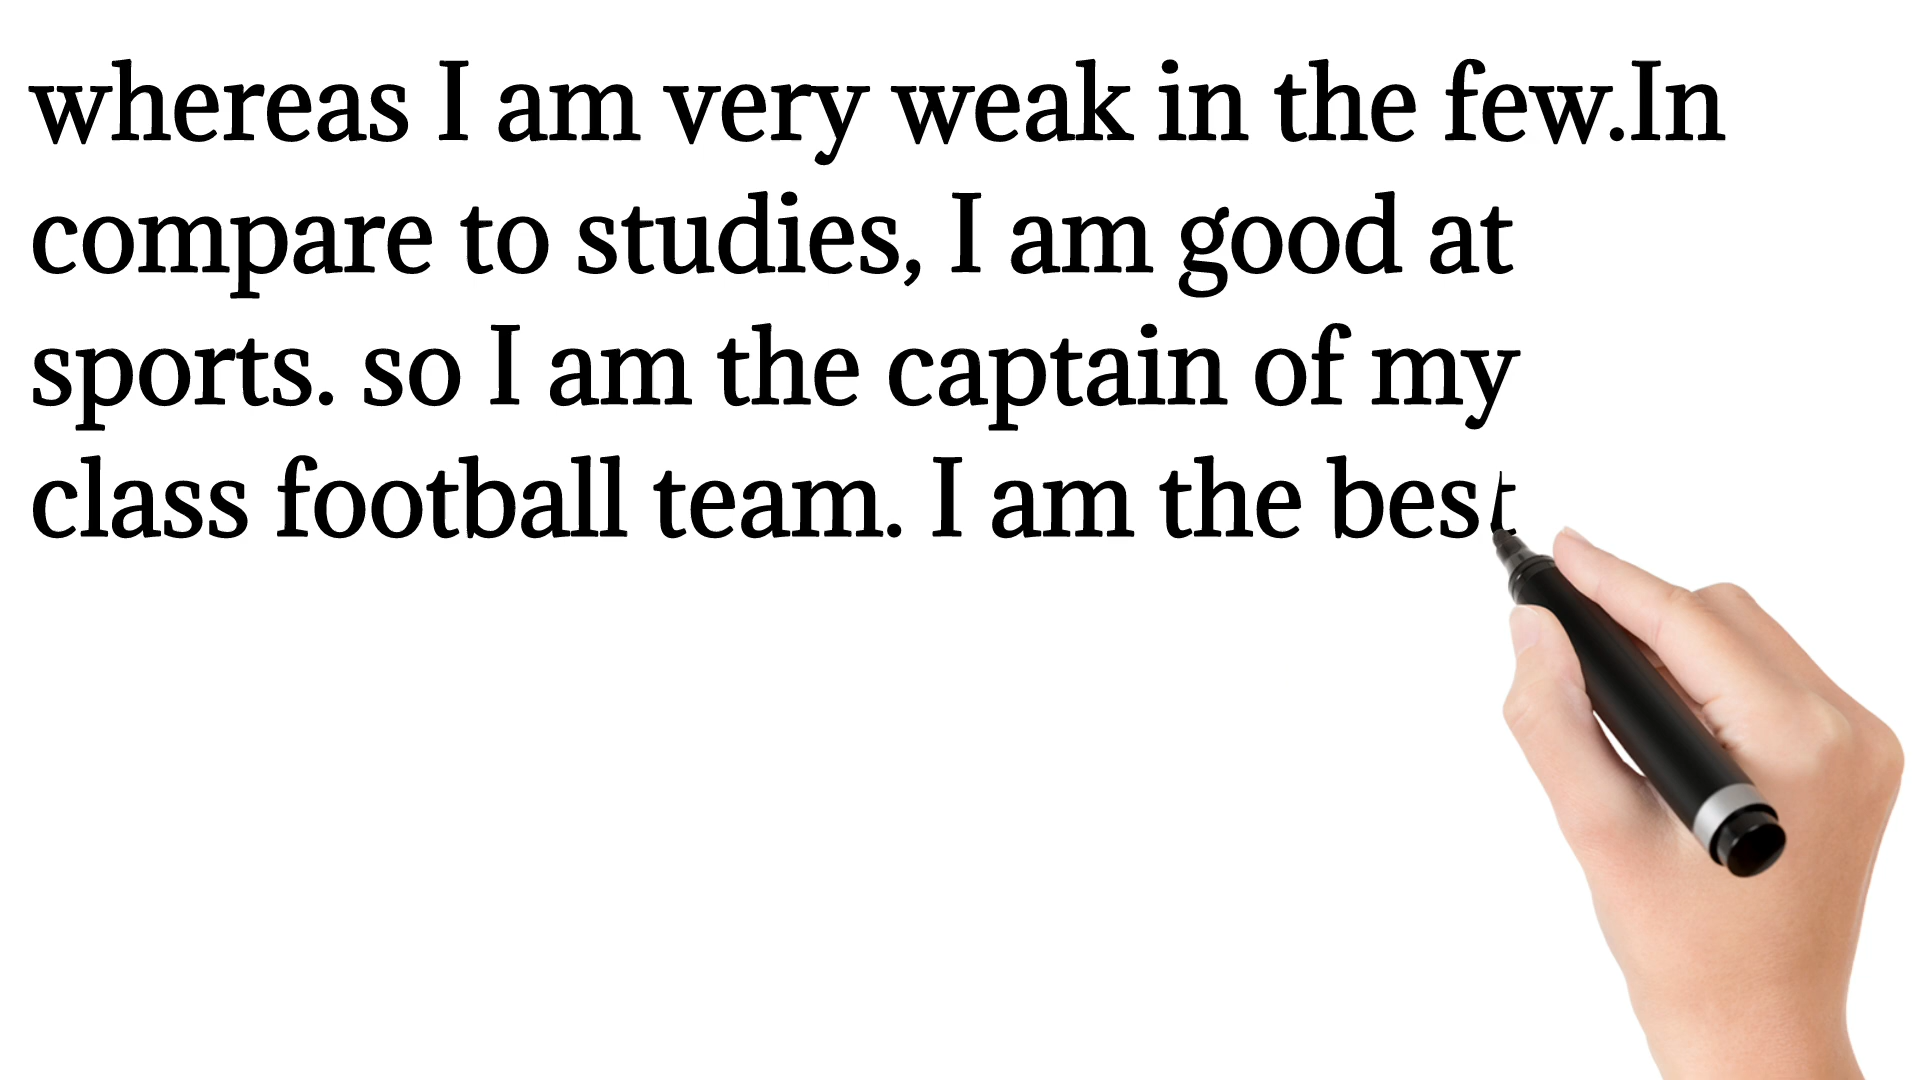 whereas I am very weak in the few.In
compare to studies, I am good at
sports. so I am the captain of my
class football team. I am the best